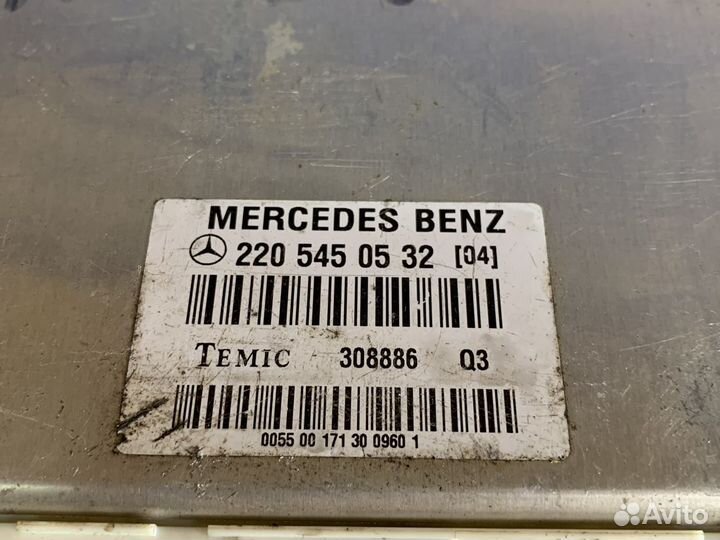 MERCEDES BENZ
220 545 05 32 [04]
TEMIC 308886 Q3
0055 00 171 30 0960 1
Avito